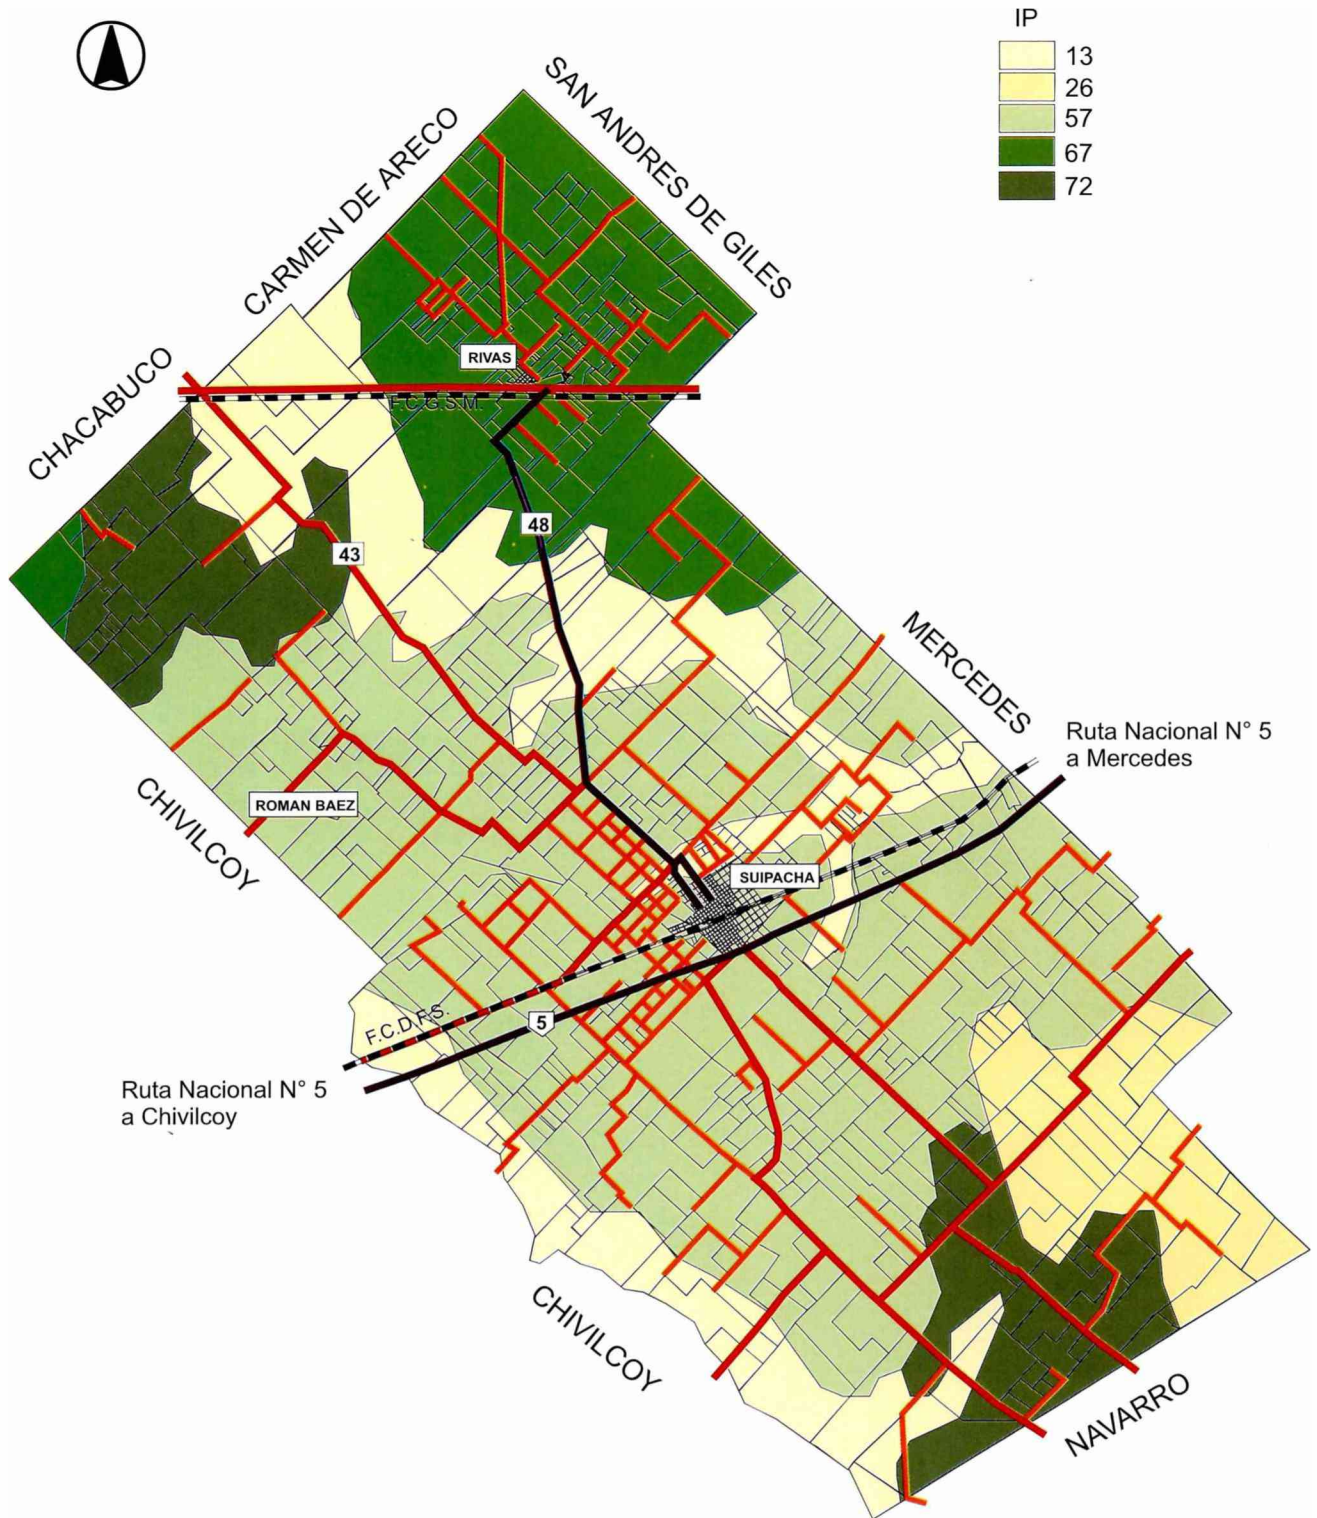 IP
13
26
57
67
72
SAN ANDRES DE GILES
CARMEN DE ARECO
CHACABUCO
RIVAS
F.C.G.S.M.
48
43
MERCEDES
Ruta Nacional N° 5
a Mercedes
CHIVILCOY
ROMAN BAEZ
SUIPACHA
F.C.D.F.S.
5
Ruta Nacional N° 5
a Chivilcoy
CHIVILCOY
NAVARRO